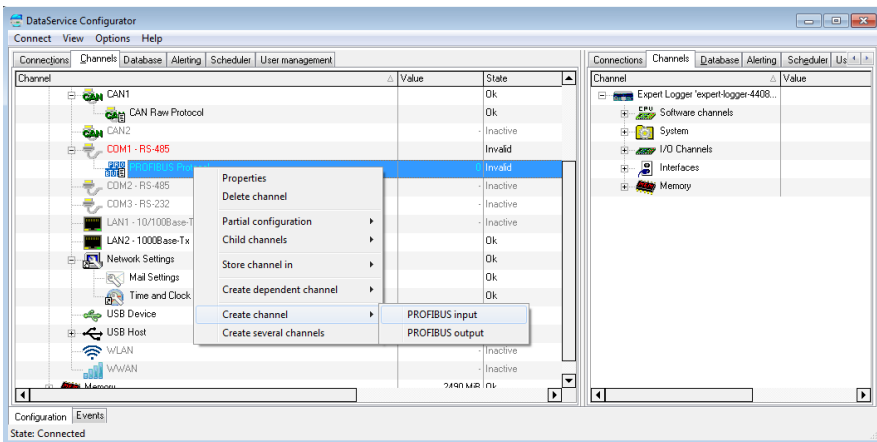 DataService Configurator
Connect View Options Help
Connections Channels Database Alerting Scheduler User management
Channel Value State
CAN1 Ok
CAN Raw Protocol Ok
CAN2 - Inactive
COM1 - RS-485 Invalid
PROFIBUS Protocol 0 Invalid
COM2 - RS-485 - Inactive
COM3 - RS-232 - Inactive
LAN1 - 10/100Base-T - Inactive
LAN2 - 1000Base-Tx Ok
Network Settings Ok
Mail Settings Ok
Time and Clock Ok
USB Device
USB Host
WLAN - Inactive
WWAN - Inactive
Memory 2490 MiB Ok
Properties
Delete channel
Partial configuration
Child channels
Store channel in
Create dependent channel
Create channel
Create several channels
PROFIBUS input
PROFIBUS output
Connections Channels Database Alerting Scheduler Us
Channel Value
Expert Logger 'expert-logger-4408...
Software channels
System
I/O Channels
Interfaces
Memory
Configuration Events
State: Connected